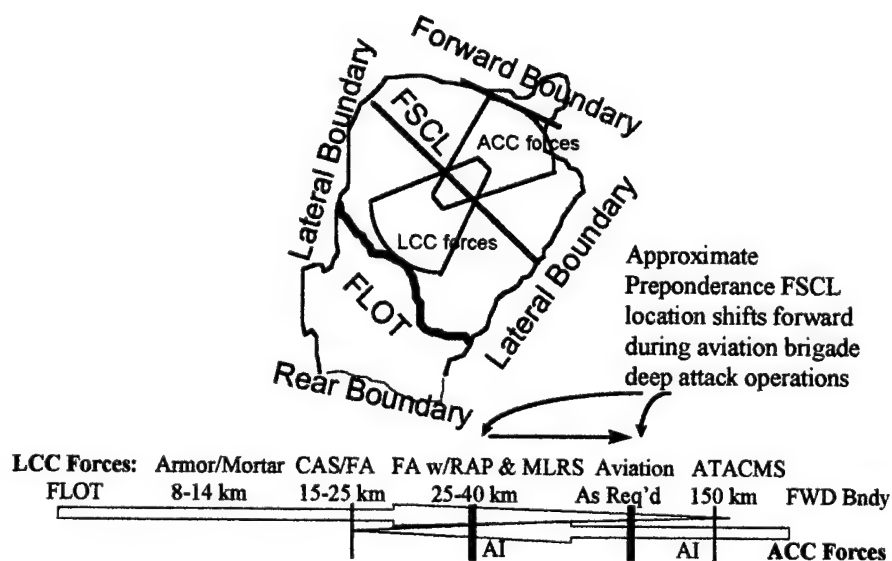 Forward Boundary
FSCL
ACC forces
Lateral Boundary
LCC forces
FLOT
Lateral Boundary
Rear Boundary
Approximate
Preponderance FSCL
location shifts forward
during aviation brigade
deep attack operations
LCC Forces: Armor/Mortar CAS/FA FA w/RAP & MLRS Aviation ATACMS
FLOT 8-14 km 15-25 km 25-40 km As Req'd 150 km FWD Bndy
AI AI ACC Forces